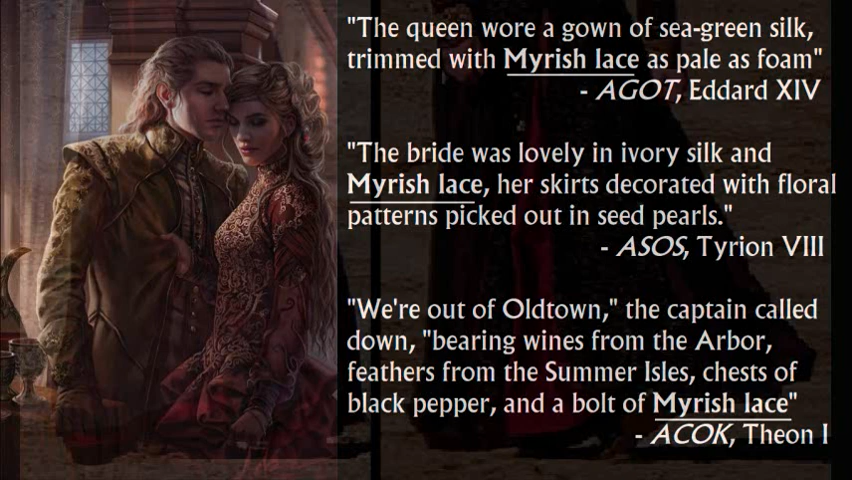 "The queen wore a gown of sea-green silk,
trimmed with Myrish lace as pale as foam"
- AGOT, Eddard XIV
"The bride was lovely in ivory silk and
Myrish lace, her skirts decorated with floral
patterns picked out in seed pearls."
- ASOS, Tyrion VIII
"We're out of Oldtown," the captain called
down, "bearing wines from the Arbor,
feathers from the Summer Isles, chests of
black pepper, and a bolt of Myrish lace"
- ACOK, Theon I